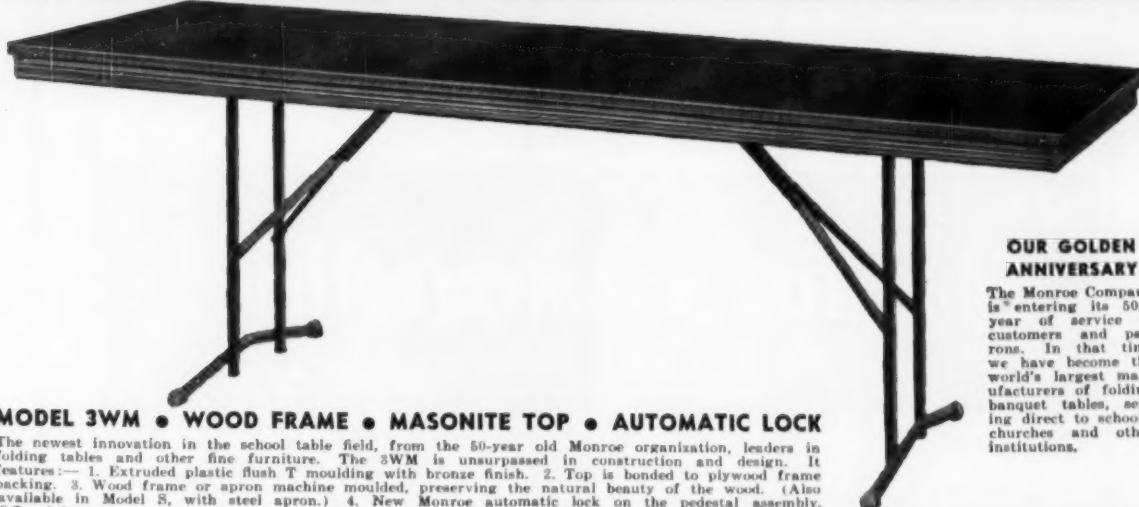 OUR GOLDEN
ANNIVERSARY
The Monroe Compan
is entering its 50
year of service
customers and pa
rons. In that tim
we have become th
world's largest ma
ufacturers of foldin
banquet tables, se
ing direct to school
churches and oth
institutions.
MODEL 3WM ● WOOD FRAME ● MASONITE TOP ● AUTOMATIC LOCK
The newest innovation in the school table field, from the 50-year old Monroe organization, leaders in
folding tables and other fine furniture. The 3WM is unsurpassed in construction and design. It
features:— 1. Extruded plastic flush T moulding with bronze finish. 2. Top is bonded to plywood frame
backing. 3. Wood frame or apron machine moulded, preserving the natural beauty of the wood. (Also
available in Model S, with steel apron.) 4. New Monroe automatic lock on the pedestal assembly.